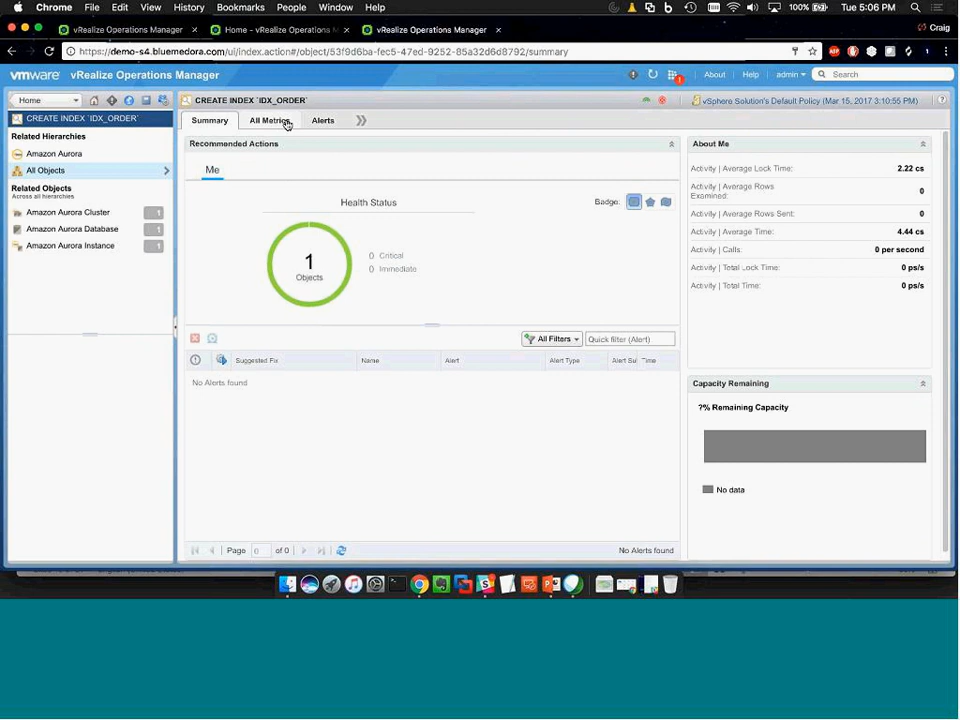 Chrome File Edit View History Bookmarks People Window Help 100% Tue 5:06 PM
vRealize Operations Manager × Home - vRealize Operations M × vRealize Operations Manager × Craig
https://demo-s4.bluemedora.com/ui/index.action#object/53f9d6ba-fec5-47ed-9252-85a32d6d8792/summary
vmware vRealize Operations Manager About Help admin Search
Home CREATE INDEX `IDX_ORDER` vSphere Solution's Default Policy (Mar 15, 2017 3:10:55 PM)
CREATE INDEX `IDX_ORDER` Summary All Metrics Alerts
Related Hierarchies Recommended Actions About Me
Amazon Aurora
All Objects Me Activity | Average Lock Time: 2.22 cs
Related Objects Activity | Average Rows Examined: 0
Across all hierarchies
Amazon Aurora Cluster 1 Health Status Badge: Activity | Average Rows Sent: 0
Amazon Aurora Database 1 Activity | Average Time: 4.44 cs
Amazon Aurora Instance 1 Activity | Calls: 0 per second
1 Objects 0 Critical Activity | Total Lock Time: 0 ps/s
0 Immediate Activity | Total Time: 0 ps/s
All Filters Quick filter (Alert)
Suggested Fix Name Alert Alert Type Alert Su Time
No Alerts found Capacity Remaining
?% Remaining Capacity
No data
Page 0 of 0 No Alerts found